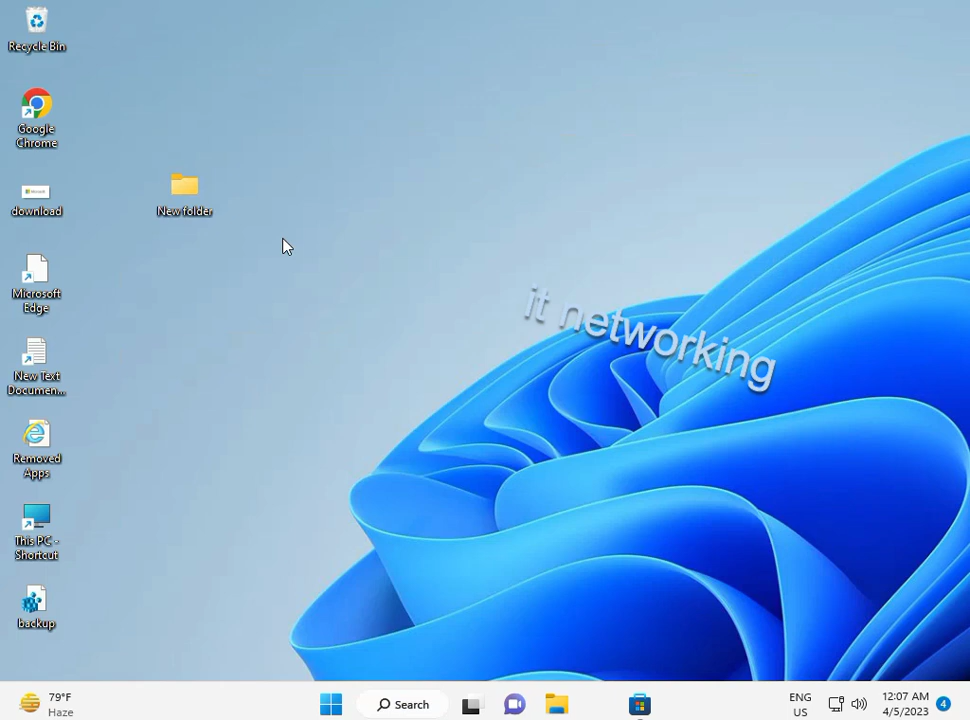 Recycle Bin
Google
Chrome
download
New folder
Microsoft
Edge
New Text
Documen...
Removed
Apps
This PC -
Shortcut
backup
it networking
79°F
Haze
Search
ENG
US
12:07 AM
4/5/2023
4